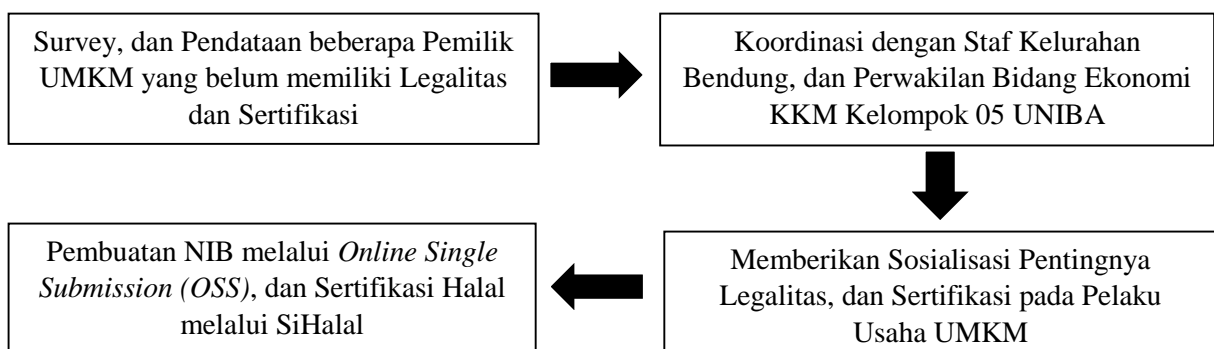 Survey, dan Pendataan beberapa Pemilik
UMKM yang belum memiliki Legalitas
dan Sertifikasi
Koordinasi dengan Staf Kelurahan
Bendung, dan Perwakilan Bidang Ekonomi
KKM Kelompok 05 UNIBA
Memberikan Sosialisasi Pentingnya
Legalitas, dan Sertifikasi pada Pelaku
Usaha UMKM
Pembuatan NIB melalui Online Single
Submission (OSS), dan Sertifikasi Halal
melalui SiHalal